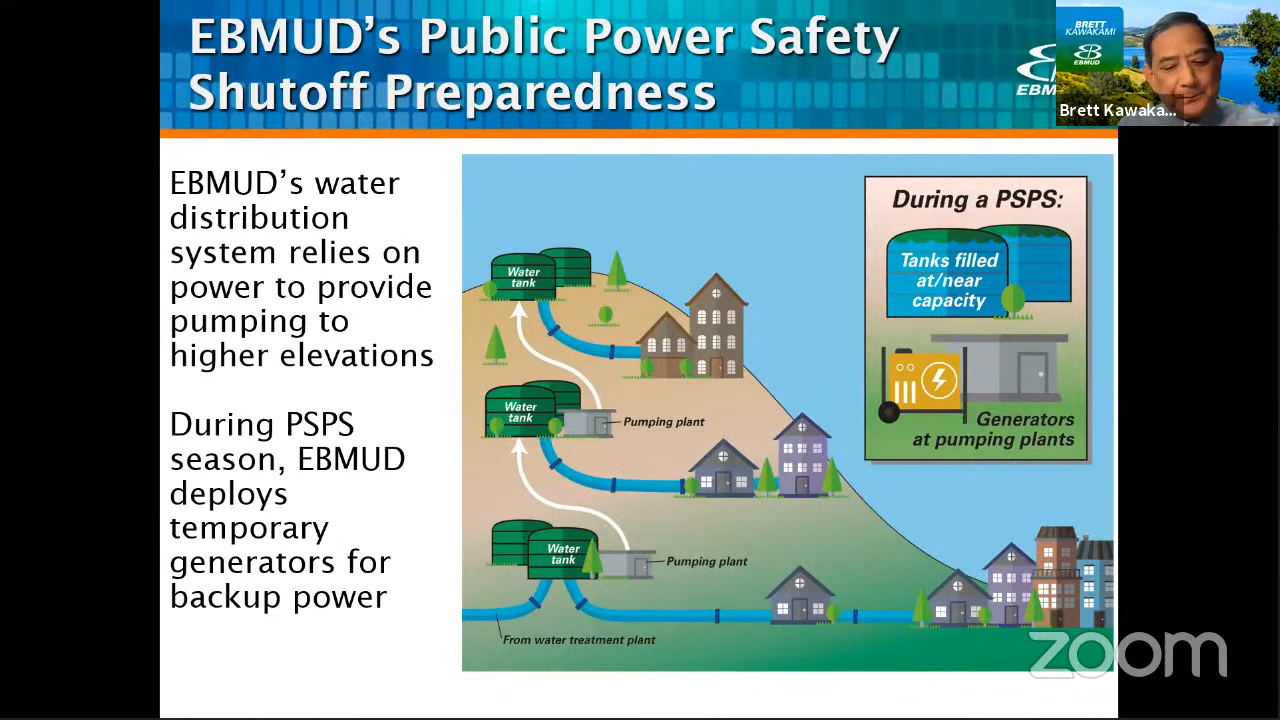 EBMUD's Public Power Safety
Shutoff Preparedness
BRETT
KAWAKAMI
EBMUD
Brett Kawaka...
EBMUD's water
distribution
system relies on
power to provide
pumping to
higher elevations
During PSPS
season, EBMUD
deploys
temporary
generators for
backup power
Water
tank
Water
tank
Pumping plant
Water
tank
Pumping plant
From water treatment plant
During a PSPS:
Tanks filled
at/near
capacity
Generators
at pumping plants
zoom